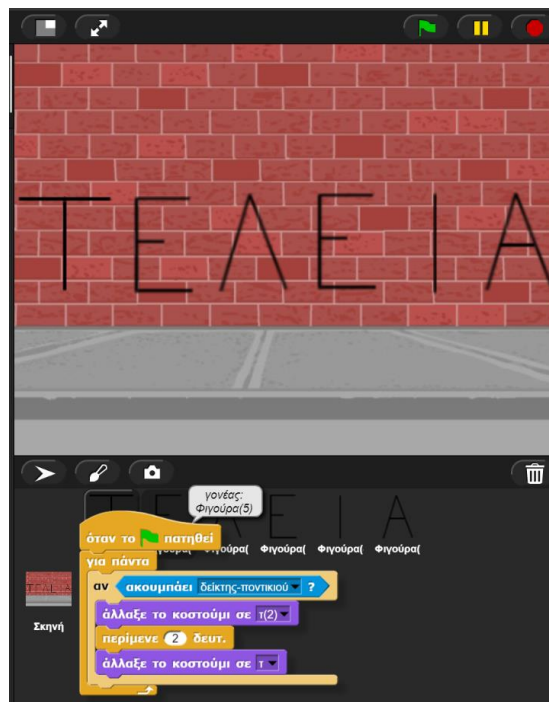 ΤΕΛΕΙΑ
γονέας:
Φιγούρα(5)
όταν το πατηθεί
Φιγούρα( Φιγούρα( Φιγούρα(
για πάντα
αν ακουμπάει δείκτης-ποντικιού ?
άλλαξε το κοστούμι σε τ(2)
περίμενε 2 δευτ.
άλλαξε το κοστούμι σε τ
Σκηνή